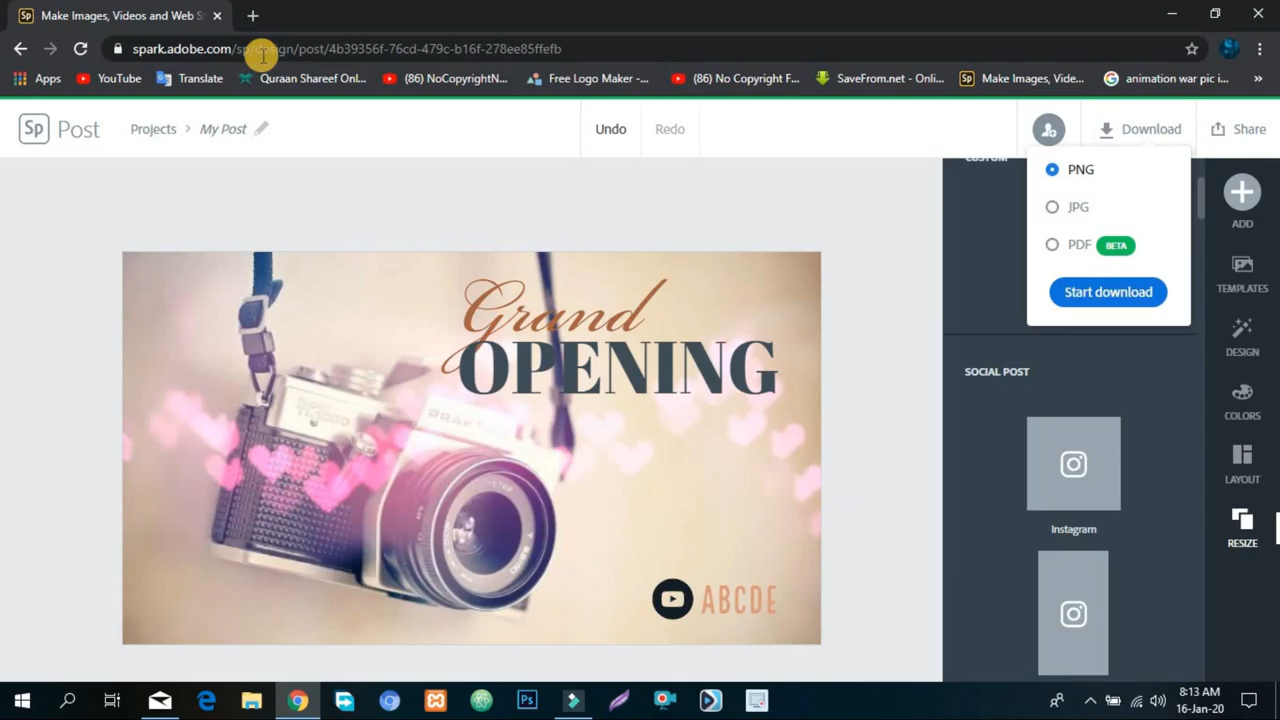 Make Images, Videos and Web S
spark.adobe.com/sp/design/post/4b39356f-76cd-479c-b16f-278ee85ffefb
Apps
YouTube
Translate
Quraan Shareef Onl...
(86) NoCopyrightN...
Free Logo Maker -...
(86) No Copyright F...
SaveFrom.net - Onli...
Make Images, Vide...
animation war pic i...
Sp Post
Projects > My Post
Undo
Redo
Download
Share
PNG
JPG
PDF BETA
Start download
CUSTOM
SOCIAL POST
Instagram
ADD
TEMPLATES
DESIGN
COLORS
LAYOUT
RESIZE
Grand
OPENING
PRAKTICA
ABCDE
Ps
8:13 AM
16-Jan-20